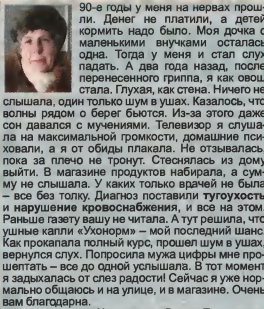 90-е годы у меня на нервах прош-
ли. Денег не платили, а детей
кормить надо было. Моя дочка с
маленькими внучками осталась
одна. Тогда у меня и стал слух
падать. А два года назад, после
перенесенного гриппа, я как овощ
стала. Глухая, как стена. Ничего не
слышала, один только шум в ушах. Казалось, что
волны рядом о берег бьются. Из-за этого даже
сон давался с мучениями. Телевизор я слуша-
ла на максимальной громкости, домашние пси-
ховали, а я от обиды плакала. Не отзывалась,
пока за плечо не тронут. Стеснялась из дому
выйти. В магазине продуктов набирала, а сум-
му не слышала. У каких только врачей не была
– все без толку. Диагноз поставили тугоухость
и нарушение кровоснабжения, и все на этом.
Раньше газету вашу не читала. А тут решила, что
ушные капли «Ухонорм» – мой последний шанс.
Как прокапала полный курс, прошел шум в ушах,
вернулся слух. Попросила мужа цифры мне про-
шептать – все до одной услышала. В тот момент
я задыхалась от слез радости! Сейчас я уже нор-
мально общаюсь и на улице, и в магазине. Очень
вам благодарна.